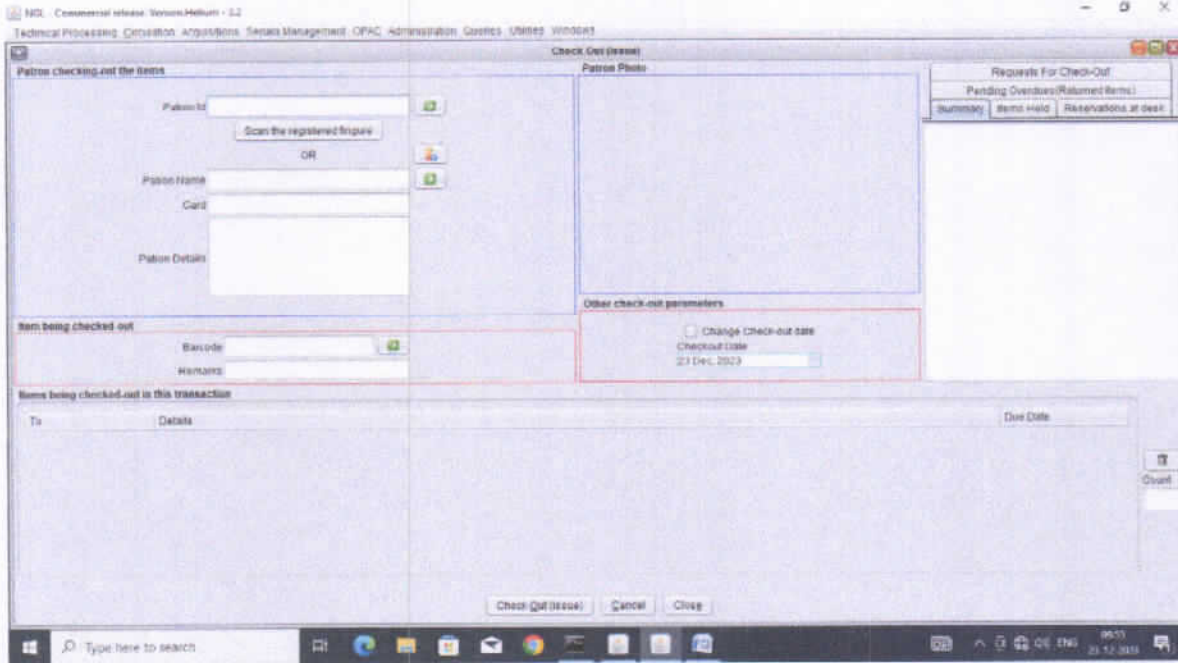 NGL - Commercial release: Version Helium - 3.2
Technical Processing Circulation Acquisitions Serials Management OPAC Administration Queries Utilities Windows
Check Out (Issue)
Patron checking-out the items
Patron Id
Scan the registered
OR
Patron Name
Card
Patron Details
Patron Photo
Requests For Check-Out
Pending Overdues(Returned Items)
Summary Items Held Reservations at desk
Other check-out parameters
Change Check-out date
Checkout Date
23 Dec, 2023
Item being checked out
Barcode
Remarks
Items being checked-out in this transaction
To Details Due Date
Count
Check Out (Issue) Cancel Close
Type here to search
ENG